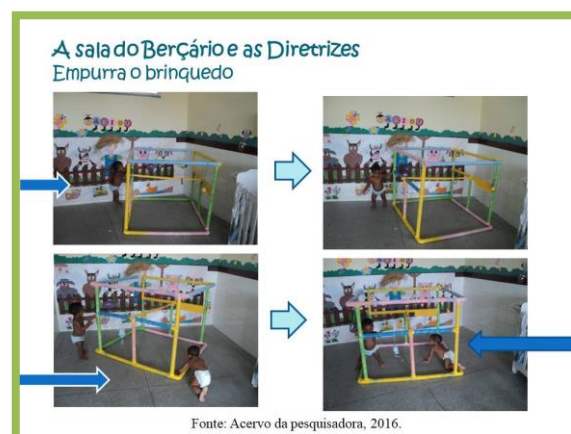 A sala do Berçário e as Diretrizes
Empurra o brinquedo
Fonte: Acervo da pesquisadora, 2016.